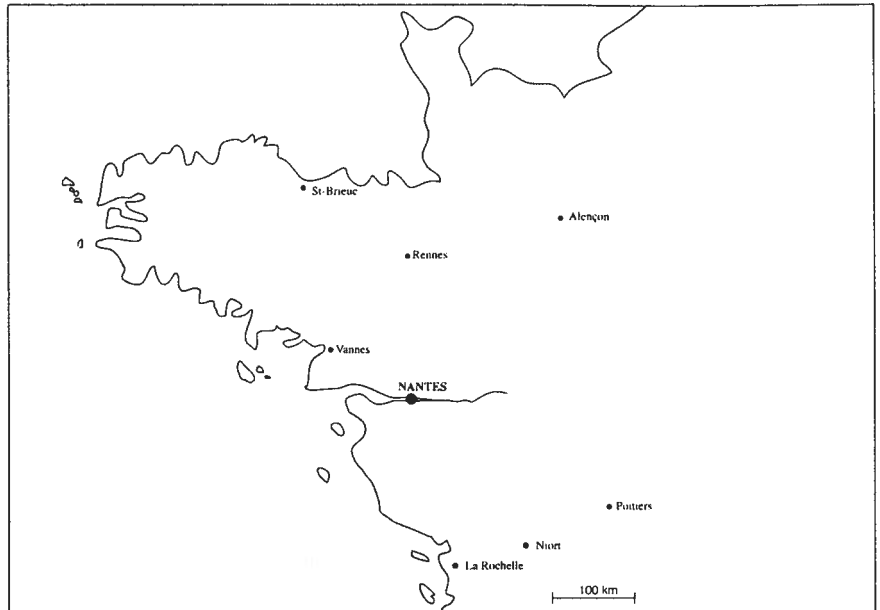 St-Brieuc
Alençon
Rennes
Vannes
NANTES
Poitiers
Niort
La Rochelle
100 km